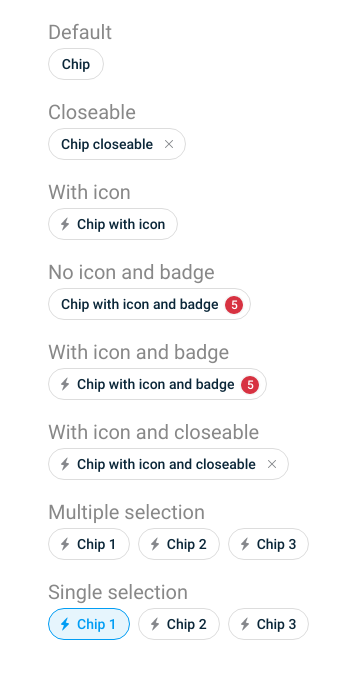 Default
Chip
Closeable
Chip closeable
With icon
Chip with icon
No icon and badge
Chip with icon and badge 5
With icon and badge
Chip with icon and badge 5
With icon and closeable
Chip with icon and closeable
Multiple selection
Chip 1 Chip 2 Chip 3
Single selection
Chip 1 Chip 2 Chip 3